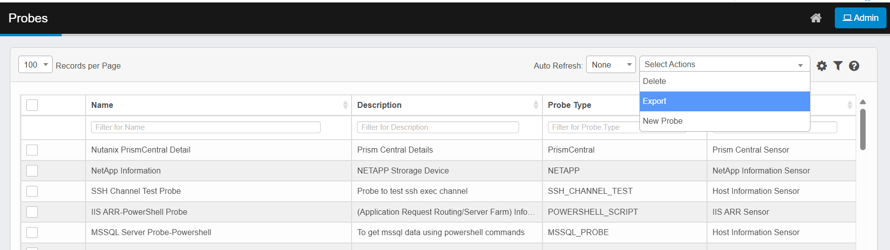 Probes Admin
100 Records per Page Auto Refresh: None Select Actions
Delete
Export
New Probe
Name Description Probe Type
Filter for Name Filter for Description Filter for Probe Type
Nutanix PrismCentral Detail Prism Central Details PrismCentral Prism Central Sensor
NetApp Information NETAPP Strorage Device NETAPP NetApp Information Sensor
SSH Channel Test Probe Probe to test ssh exec channel SSH_CHANNEL_TEST Host Information Sensor
IIS ARR-PowerShell Probe (Application Request Routing/Server Farm) Info... POWERSHELL_SCRIPT IIS ARR Sensor
MSSQL Server Probe-Powershell To get mssql data using powershell commands MSSQL_PROBE Host Information Sensor